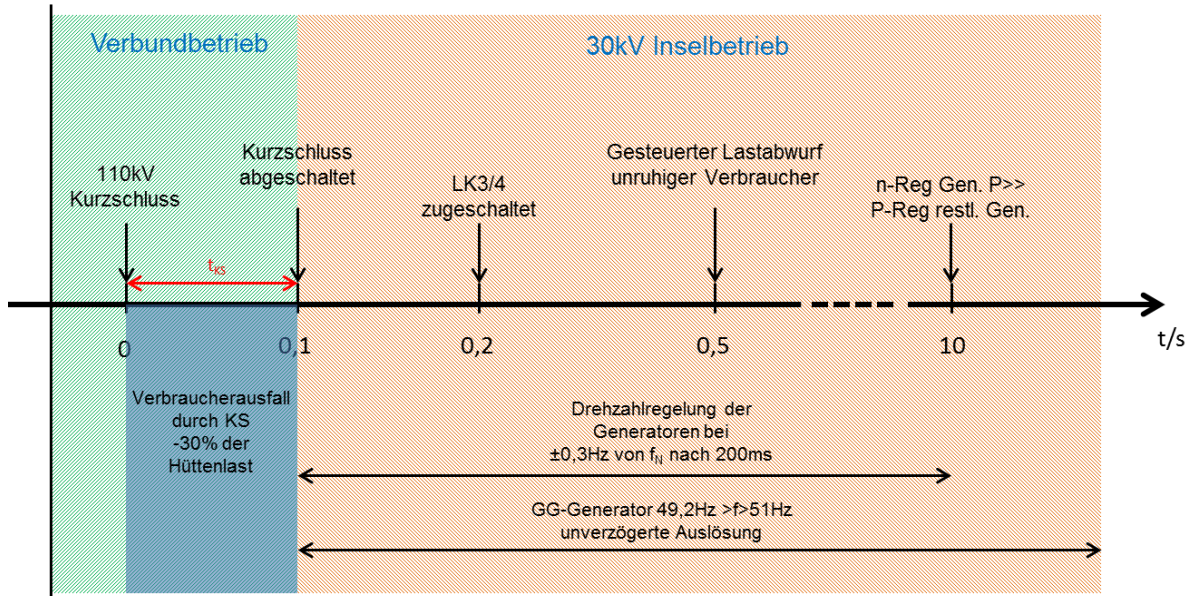 Verbundbetrieb
30kV Inselbetrieb
110kV
Kurzschluss
Kurzschluss
abgeschaltet
LK3/4
zugeschaltet
Gesteuerter Lastabwurf
unruhiger Verbraucher
n-Reg Gen. P>>
P-Reg restl. Gen.
tKS
0
0,1
0,2
0,5
10
t/s
Verbraucherausfall
durch KS
-30% der
Hüttenlast
Drehzahlregelung der
Generatoren bei
±0,3Hz von fN nach 200ms
GG-Generator 49,2Hz >f>51Hz
unverzögerte Auslösung